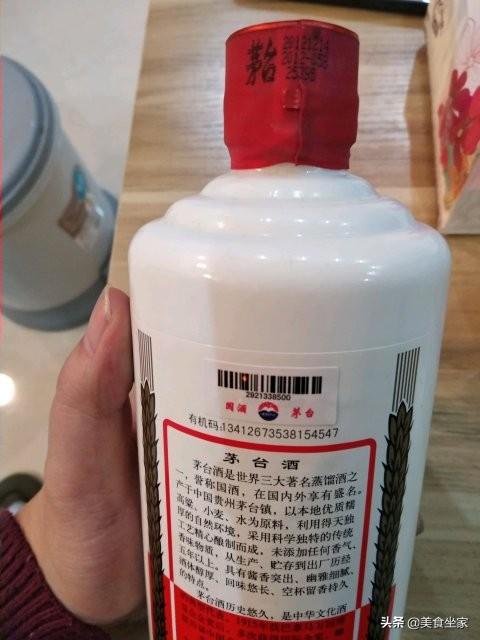 茅台
20121214
2921338500
国酒 茅台
有机码:13412673538154547
茅台酒
茅台酒是世界三大著名蒸馏酒之
一，誉称国酒，在国内外享有盛名。
产于中国贵州茅台镇，以本地优质糯
高粱、小麦、水为原料，利用得天独
厚的自然环境，采用科学独特的传统
工艺精心酿制而成，未添加任何香气、
香味物质，从生产、贮存到出厂历经
五年以上。具有酱香突出、幽雅细腻、
酒体醇厚、回味悠长、空杯留香持久
的特点。
茅台酒历史悠久，是中华文化酒
头条 @美食坐家